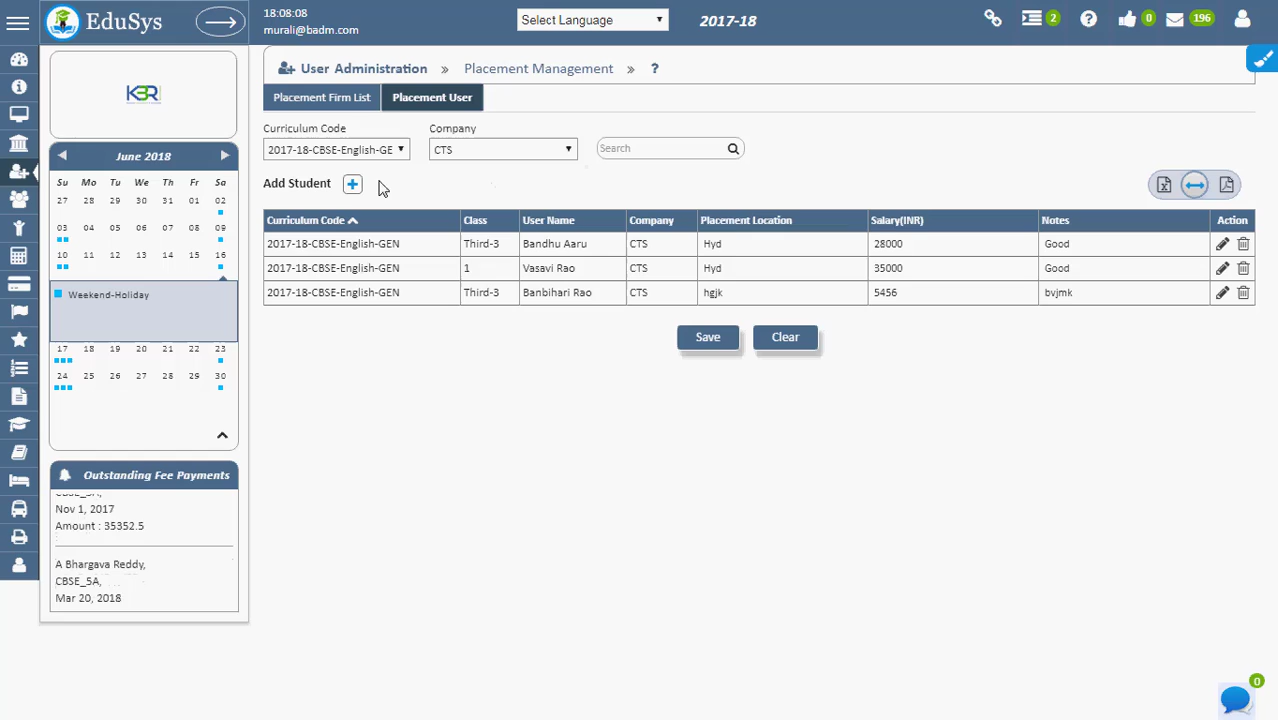 EduSys
18:08:08
murali@badm.com
Select Language
2017-18
2
0
196
User Administration » Placement Management » ?
Placement Firm List
Placement User
Curriculum Code
Company
2017-18-CBSE-English-GE
CTS
Search
Add Student
Curriculum Code Class User Name Company Placement Location Salary(INR) Notes Action
2017-18-CBSE-English-GEN Third-3 Bandhu Aaru CTS Hyd 28000 Good
2017-18-CBSE-English-GEN 1 Vasavi Rao CTS Hyd 35000 Good
2017-18-CBSE-English-GEN Third-3 Banbihari Rao CTS hgjk 5456 bvjmk
Save
Clear
KBR
June 2018
Su Mo Tu We Th Fr Sa
27 28 29 30 31 01 02
03 04 05 06 07 08 09
10 11 12 13 14 15 16
Weekend-Holiday
17 18 19 20 21 22 23
24 25 26 27 28 29 30
Outstanding Fee Payments
CBSE_5A,
Nov 1, 2017
Amount : 35352.5
A Bhargava Reddy,
CBSE_5A,
Mar 20, 2018
0